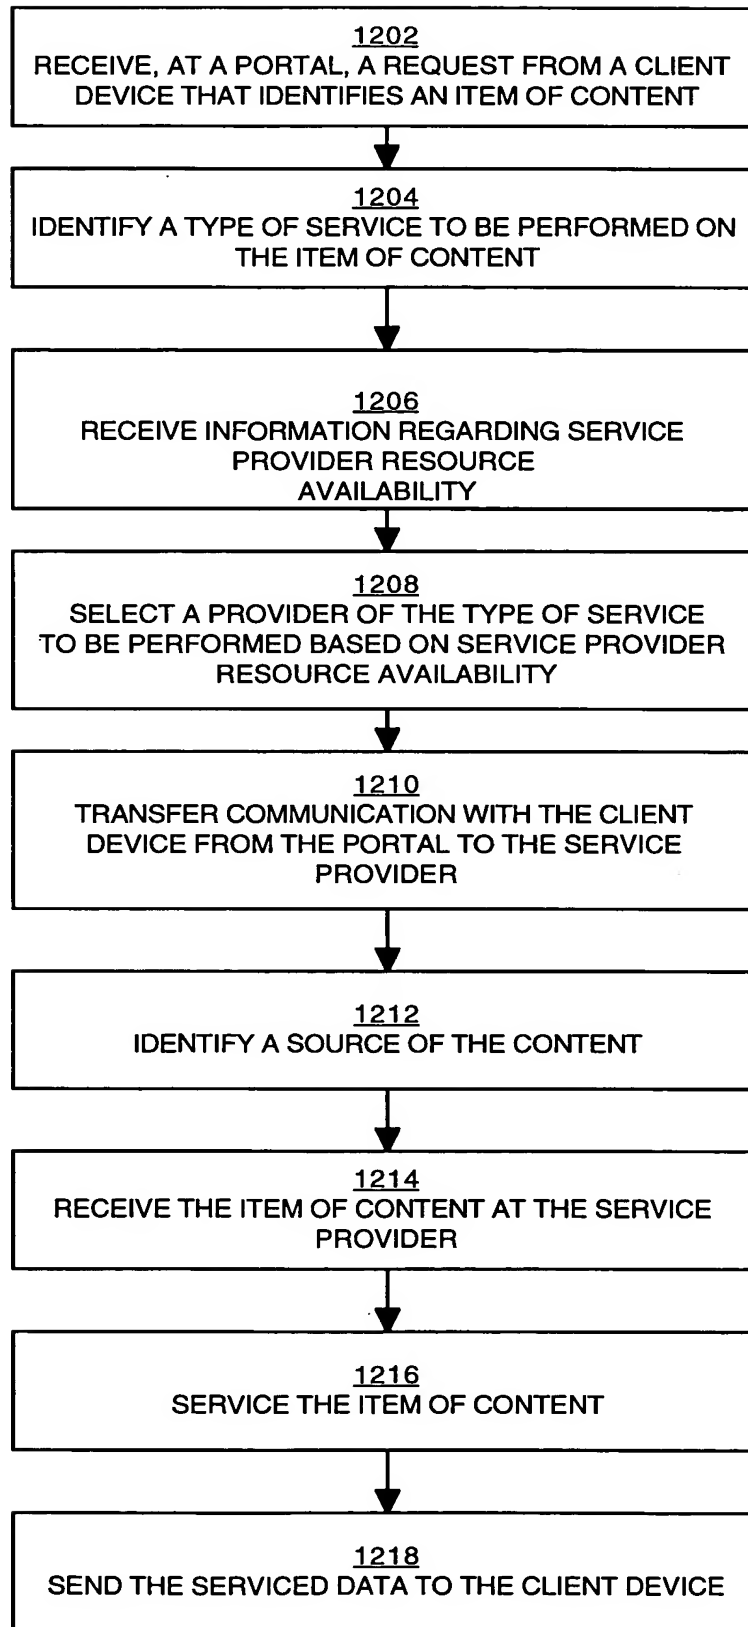 1202
RECEIVE, AT A PORTAL, A REQUEST FROM A CLIENT
DEVICE THAT IDENTIFIES AN ITEM OF CONTENT
1204
IDENTIFY A TYPE OF SERVICE TO BE PERFORMED ON
THE ITEM OF CONTENT
1206
RECEIVE INFORMATION REGARDING SERVICE
PROVIDER RESOURCE
AVAILABILITY
1208
SELECT A PROVIDER OF THE TYPE OF SERVICE
TO BE PERFORMED BASED ON SERVICE PROVIDER
RESOURCE AVAILABILITY
1210
TRANSFER COMMUNICATION WITH THE CLIENT
DEVICE FROM THE PORTAL TO THE SERVICE
PROVIDER
1212
IDENTIFY A SOURCE OF THE CONTENT
1214
RECEIVE THE ITEM OF CONTENT AT THE SERVICE
PROVIDER
1216
SERVICE THE ITEM OF CONTENT
1218
SEND THE SERVICED DATA TO THE CLIENT DEVICE